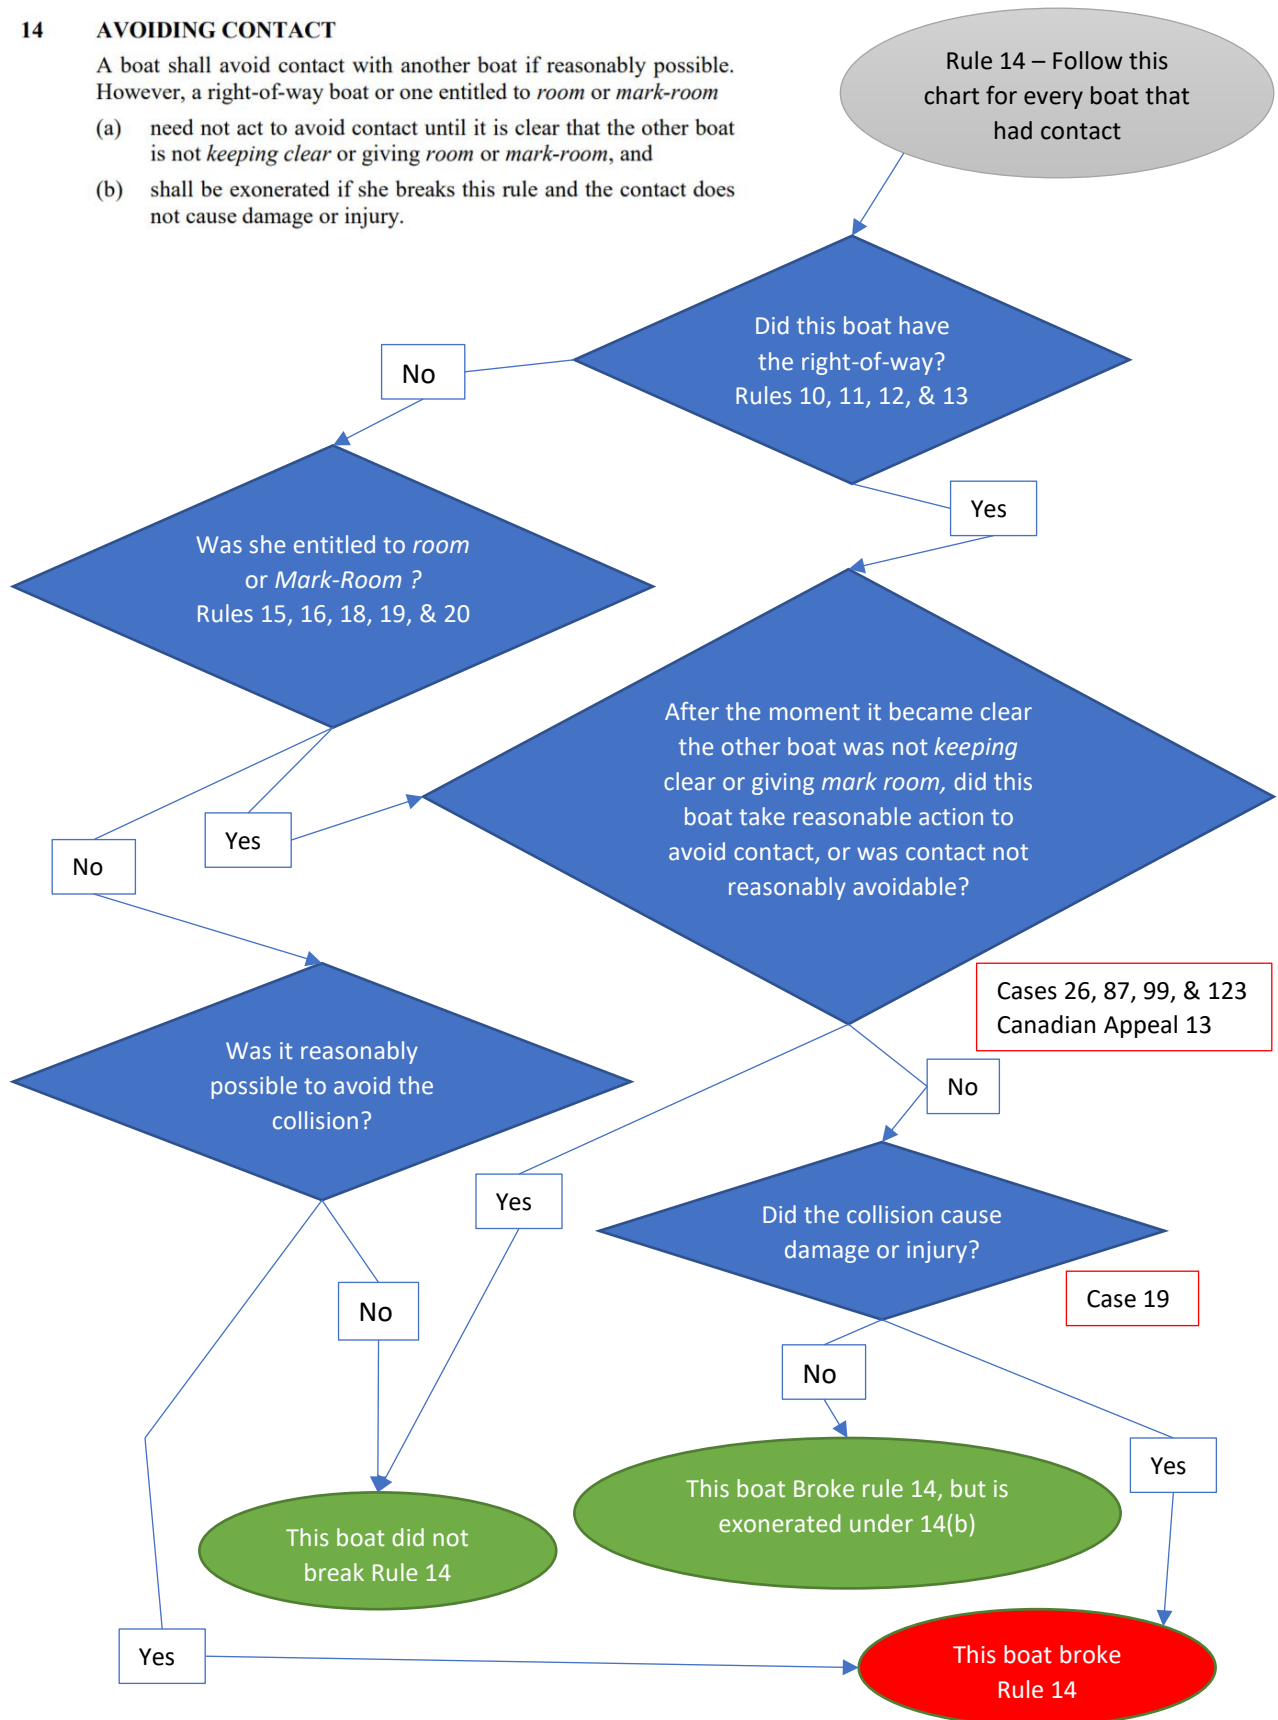 14 AVOIDING CONTACT
A boat shall avoid contact with another boat if reasonably possible.
However, a right-of-way boat or one entitled to room or mark-room
(a) need not act to avoid contact until it is clear that the other boat
is not keeping clear or giving room or mark-room, and
(b) shall be exonerated if she breaks this rule and the contact does
not cause damage or injury.
Rule 14 – Follow this
chart for every boat that
had contact
Did this boat have
the right-of-way?
Rules 10, 11, 12, & 13
No
Yes
Was she entitled to room
or Mark-Room ?
Rules 15, 16, 18, 19, & 20
After the moment it became clear
the other boat was not keeping
clear or giving mark room, did this
boat take reasonable action to
avoid contact, or was contact not
reasonably avoidable?
Yes
No
Cases 26, 87, 99, & 123
Canadian Appeal 13
Was it reasonably
possible to avoid the
collision?
No
Yes
Did the collision cause
damage or injury?
Case 19
No
No
Yes
This boat Broke rule 14, but is
exonerated under 14(b)
This boat did not
break Rule 14
Yes
This boat broke
Rule 14